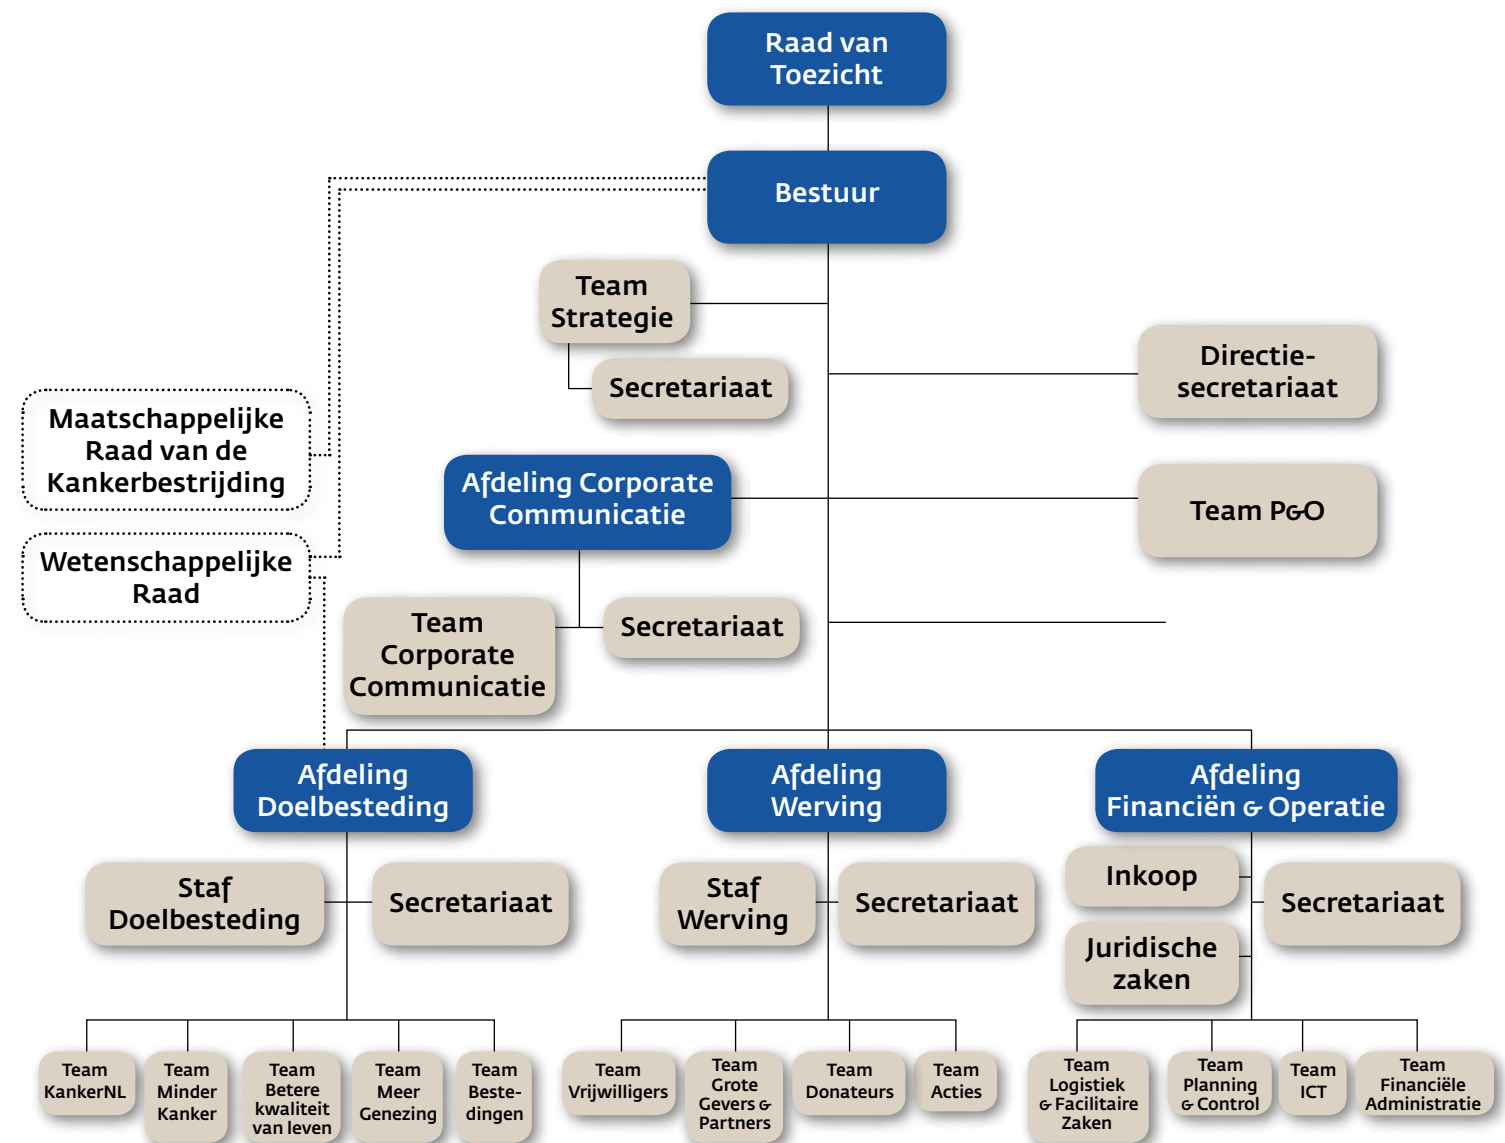 Raad van
Toezicht
Bestuur
Team
Strategie
Secretariaat
Directie-
secretariaat
Maatschappelijke
Raad van de
Kankerbestrijding
Afdeling Corporate
Communicatie
Team P&O
Wetenschappelijke
Raad
Team
Corporate
Communicatie
Secretariaat
Afdeling
Doelbesteding
Afdeling
Werving
Afdeling
Financiën & Operatie
Staf
Doelbesteding
Secretariaat
Staf
Werving
Secretariaat
Inkoop
Juridische
zaken
Secretariaat
Team
KankerNL
Team
Minder
Kanker
Team
Betere
kwaliteit
van leven
Team
Meer
Genezing
Team
Beste-
dingen
Team
Vrijwilligers
Team
Grote
Gevers &
Partners
Team
Donateurs
Team
Acties
Team
Logistiek
& Facilitaire
Zaken
Team
Planning
& Control
Team
ICT
Team
Financiële
Administratie